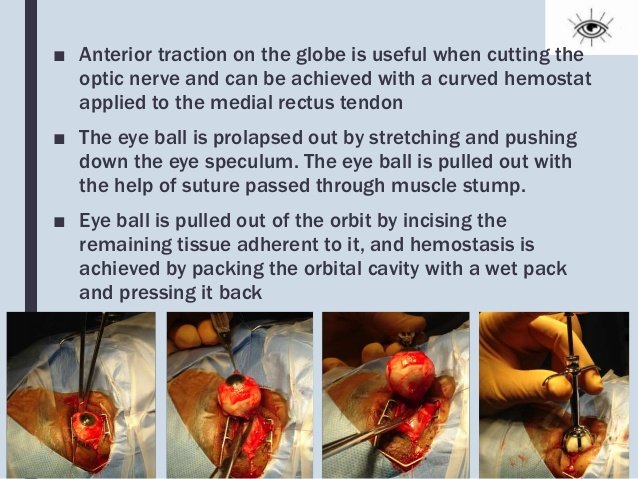 ■ Anterior traction on the globe is useful when cutting the
optic nerve and can be achieved with a curved hemostat
applied to the medial rectus tendon
■ The eye ball is prolapsed out by stretching and pushing
down the eye speculum. The eye ball is pulled out with
the help of suture passed through muscle stump.
■ Eye ball is pulled out of the orbit by incising the
remaining tissue adherent to it, and hemostasis is
achieved by packing the orbital cavity with a wet pack
and pressing it back